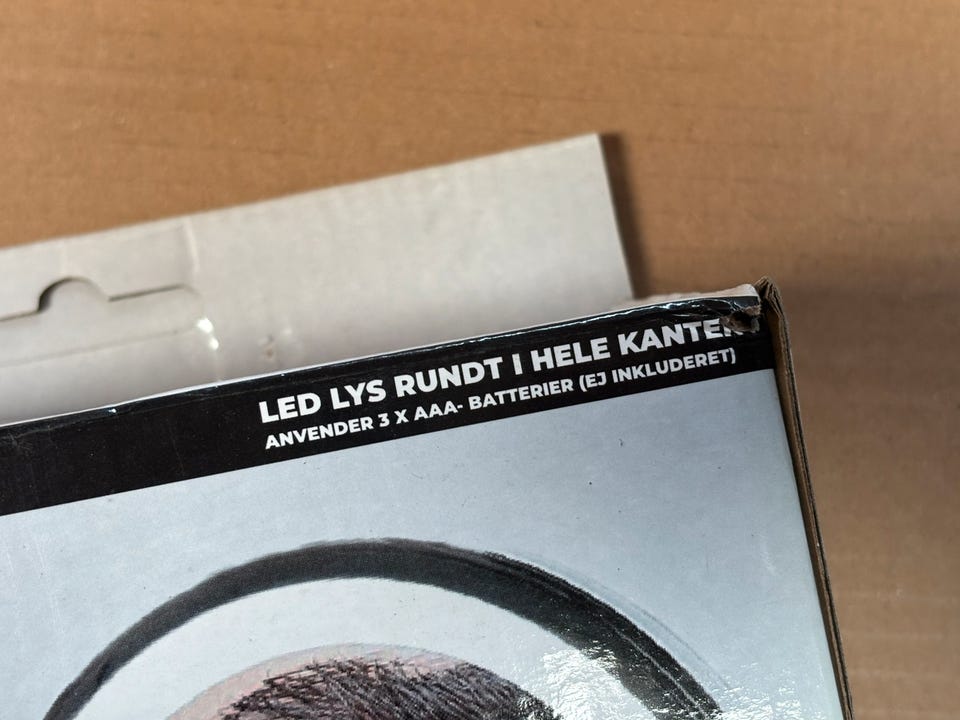 LED LYS RUNDT I HELE KANTEN
ANVENDER 3 X AAA- BATTERIER (EJ INKLUDERET)